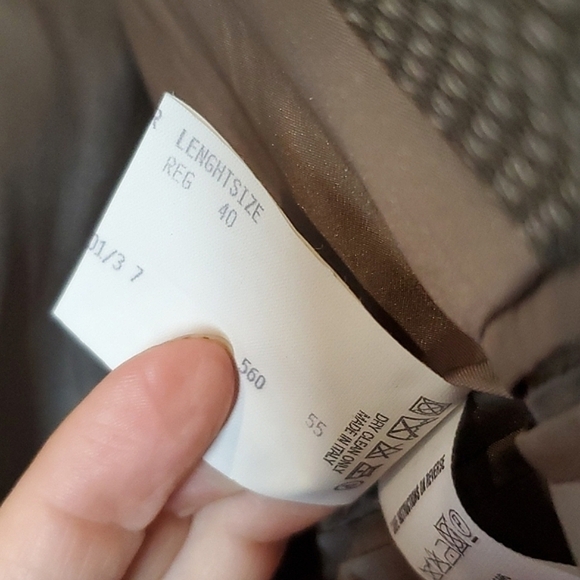 R LENGHTSIZE
REG 40
01/3 7
560
55
DRY CLEAN ONLY
MADE IN ITALY